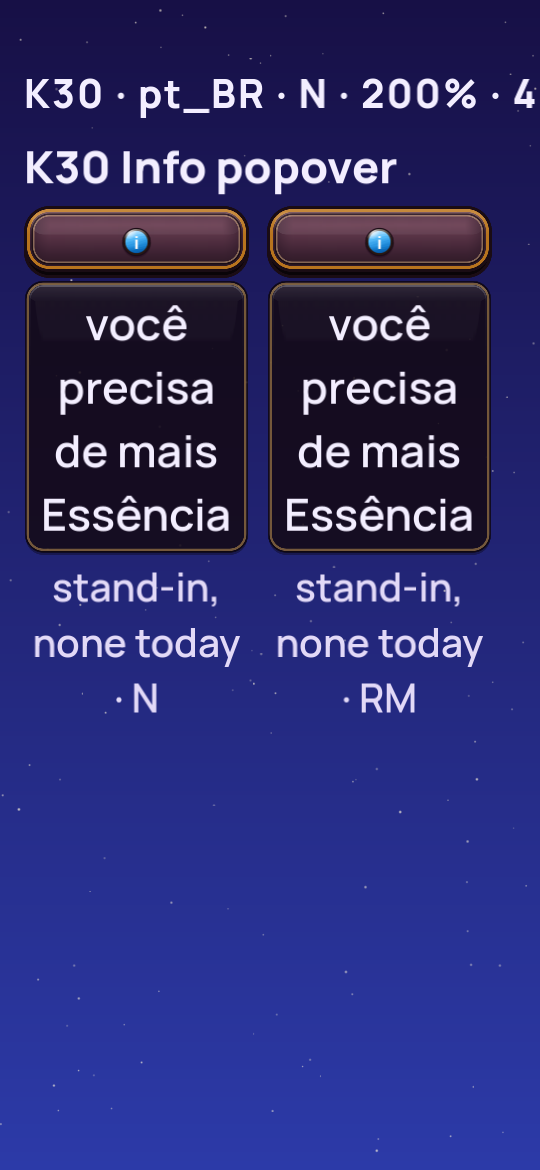 K30 · pt_BR · N · 200% · 4
K30 Info popover
i
i
você
precisa
de mais
Essência
você
precisa
de mais
Essência
stand-in,
none today
· N
stand-in,
none today
· RM